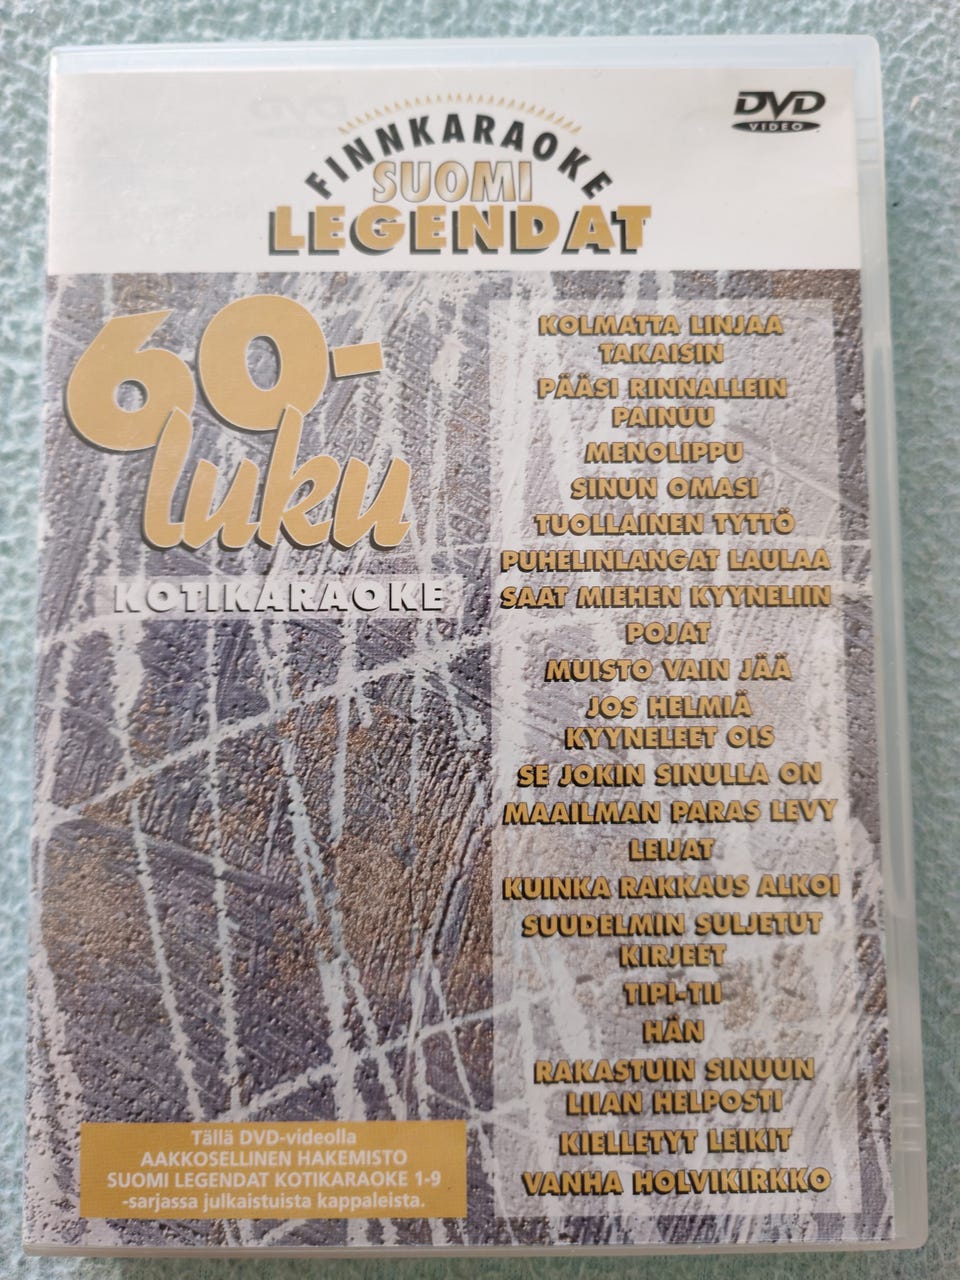 DVD
VIDEO
FINNKARAOKE
SUOMI
LEGENDAT
60-
luku
KOTIKARAOKE
KOLMATTA LINJAA
TAKAISIN
PÄÄSI RINNALLEIN
PAINUU
MENOLIPPU
SINUN OMASI
TUOLLAINEN TYTTÖ
PUHELINLANGAT LAULAA
SAAT MIEHEN KYYNELIIN
POJAT
MUISTO VAIN JÄÄ
JOS HELMIÄ
KYYNELEET OIS
SE JOKIN SINULLA ON
MAAILMAN PARAS LEVY
LEIJAT
KUINKA RAKKAUS ALKOI
SUUDELMIN SULJETUT
KIRJEET
TIPI-TII
HÄN
RAKASTUIN SINUUN
LIIAN HELPOSTI
KIELLETYT LEIKIT
VANHA HOLVIKIRKKO
Tällä DVD-videolla
AAKKOSELLINEN HAKEMISTO
SUOMI LEGENDAT KOTIKARAOKE 1-9
-sarjassa julkaistuista kappaleista.